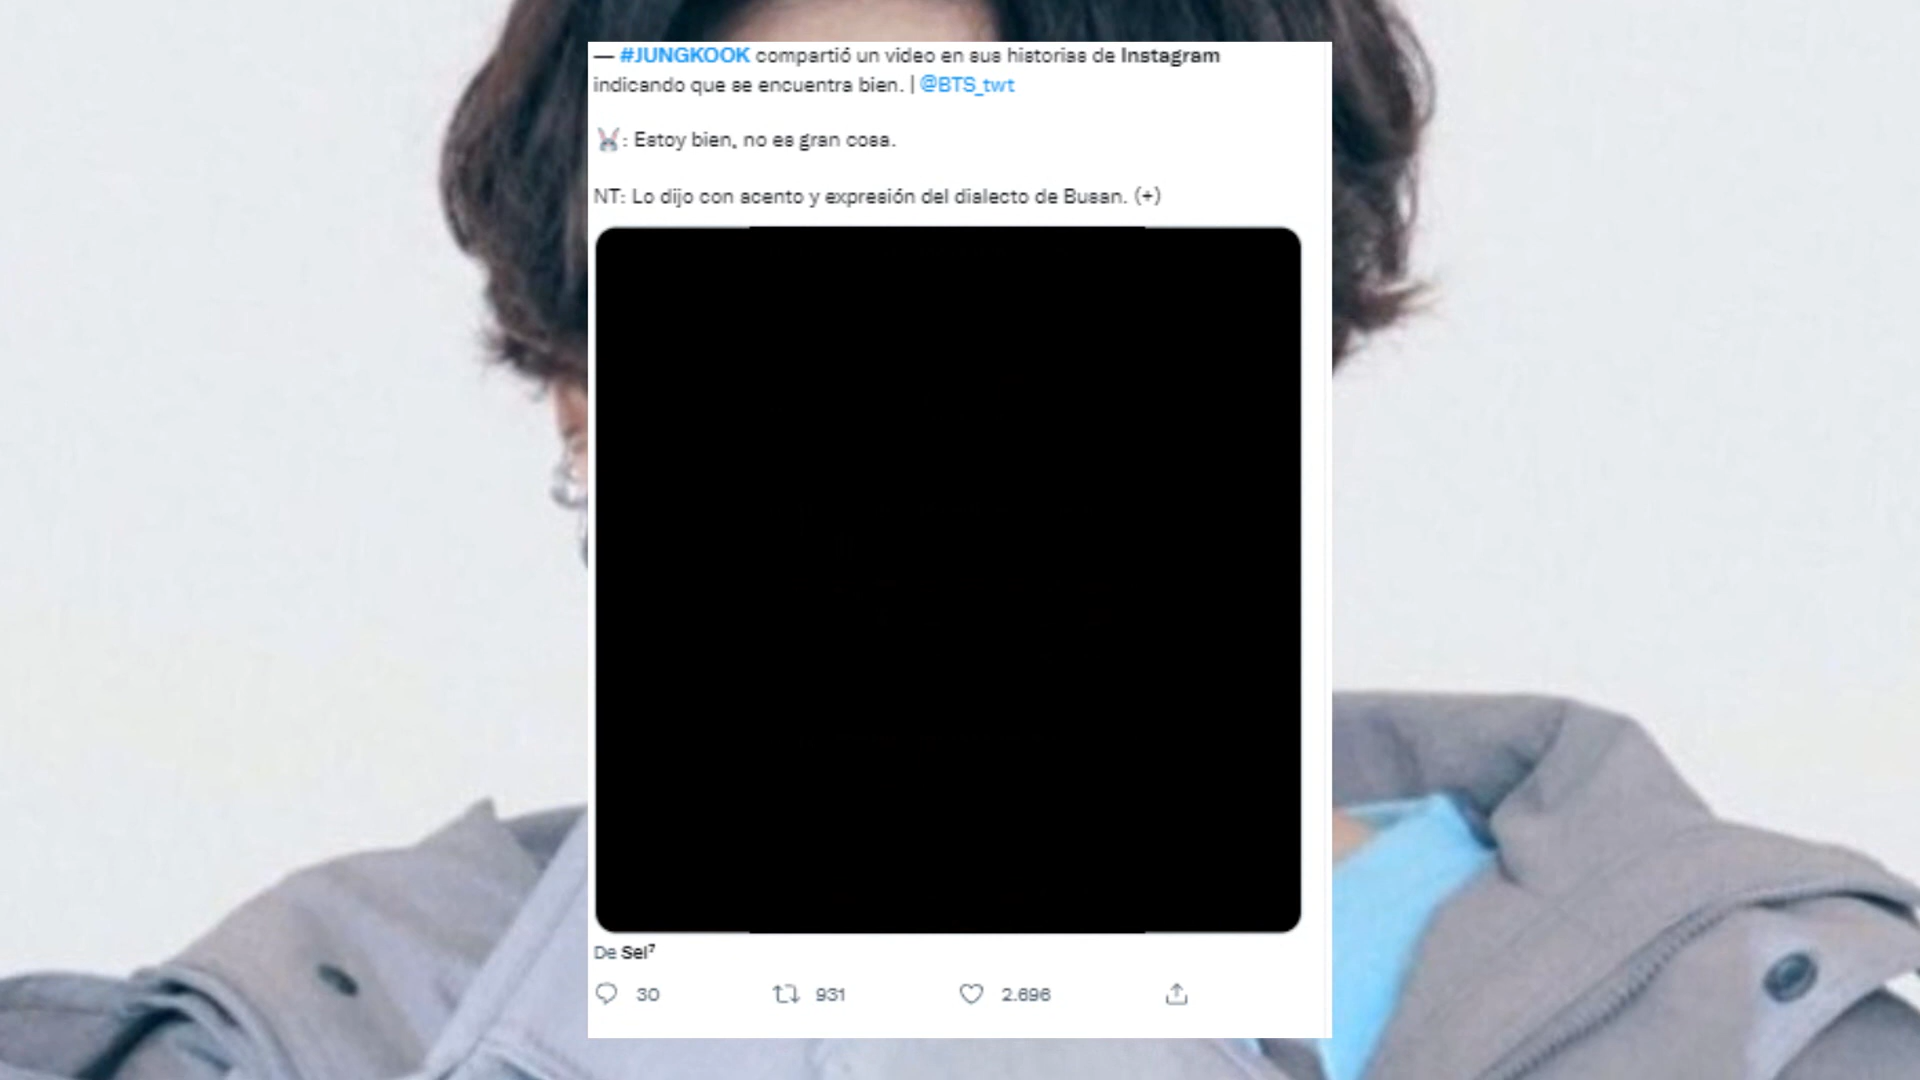 — #JUNGKOOK compartió un video en sus historias de Instagram
indicando que se encuentra bien. | @BTS_twt
🐰: Estoy bien, no es gran cosa.
NT: Lo dijo con acento y expresión del dialecto de Busan. (+)
De Sel⁷
30 931 2.696